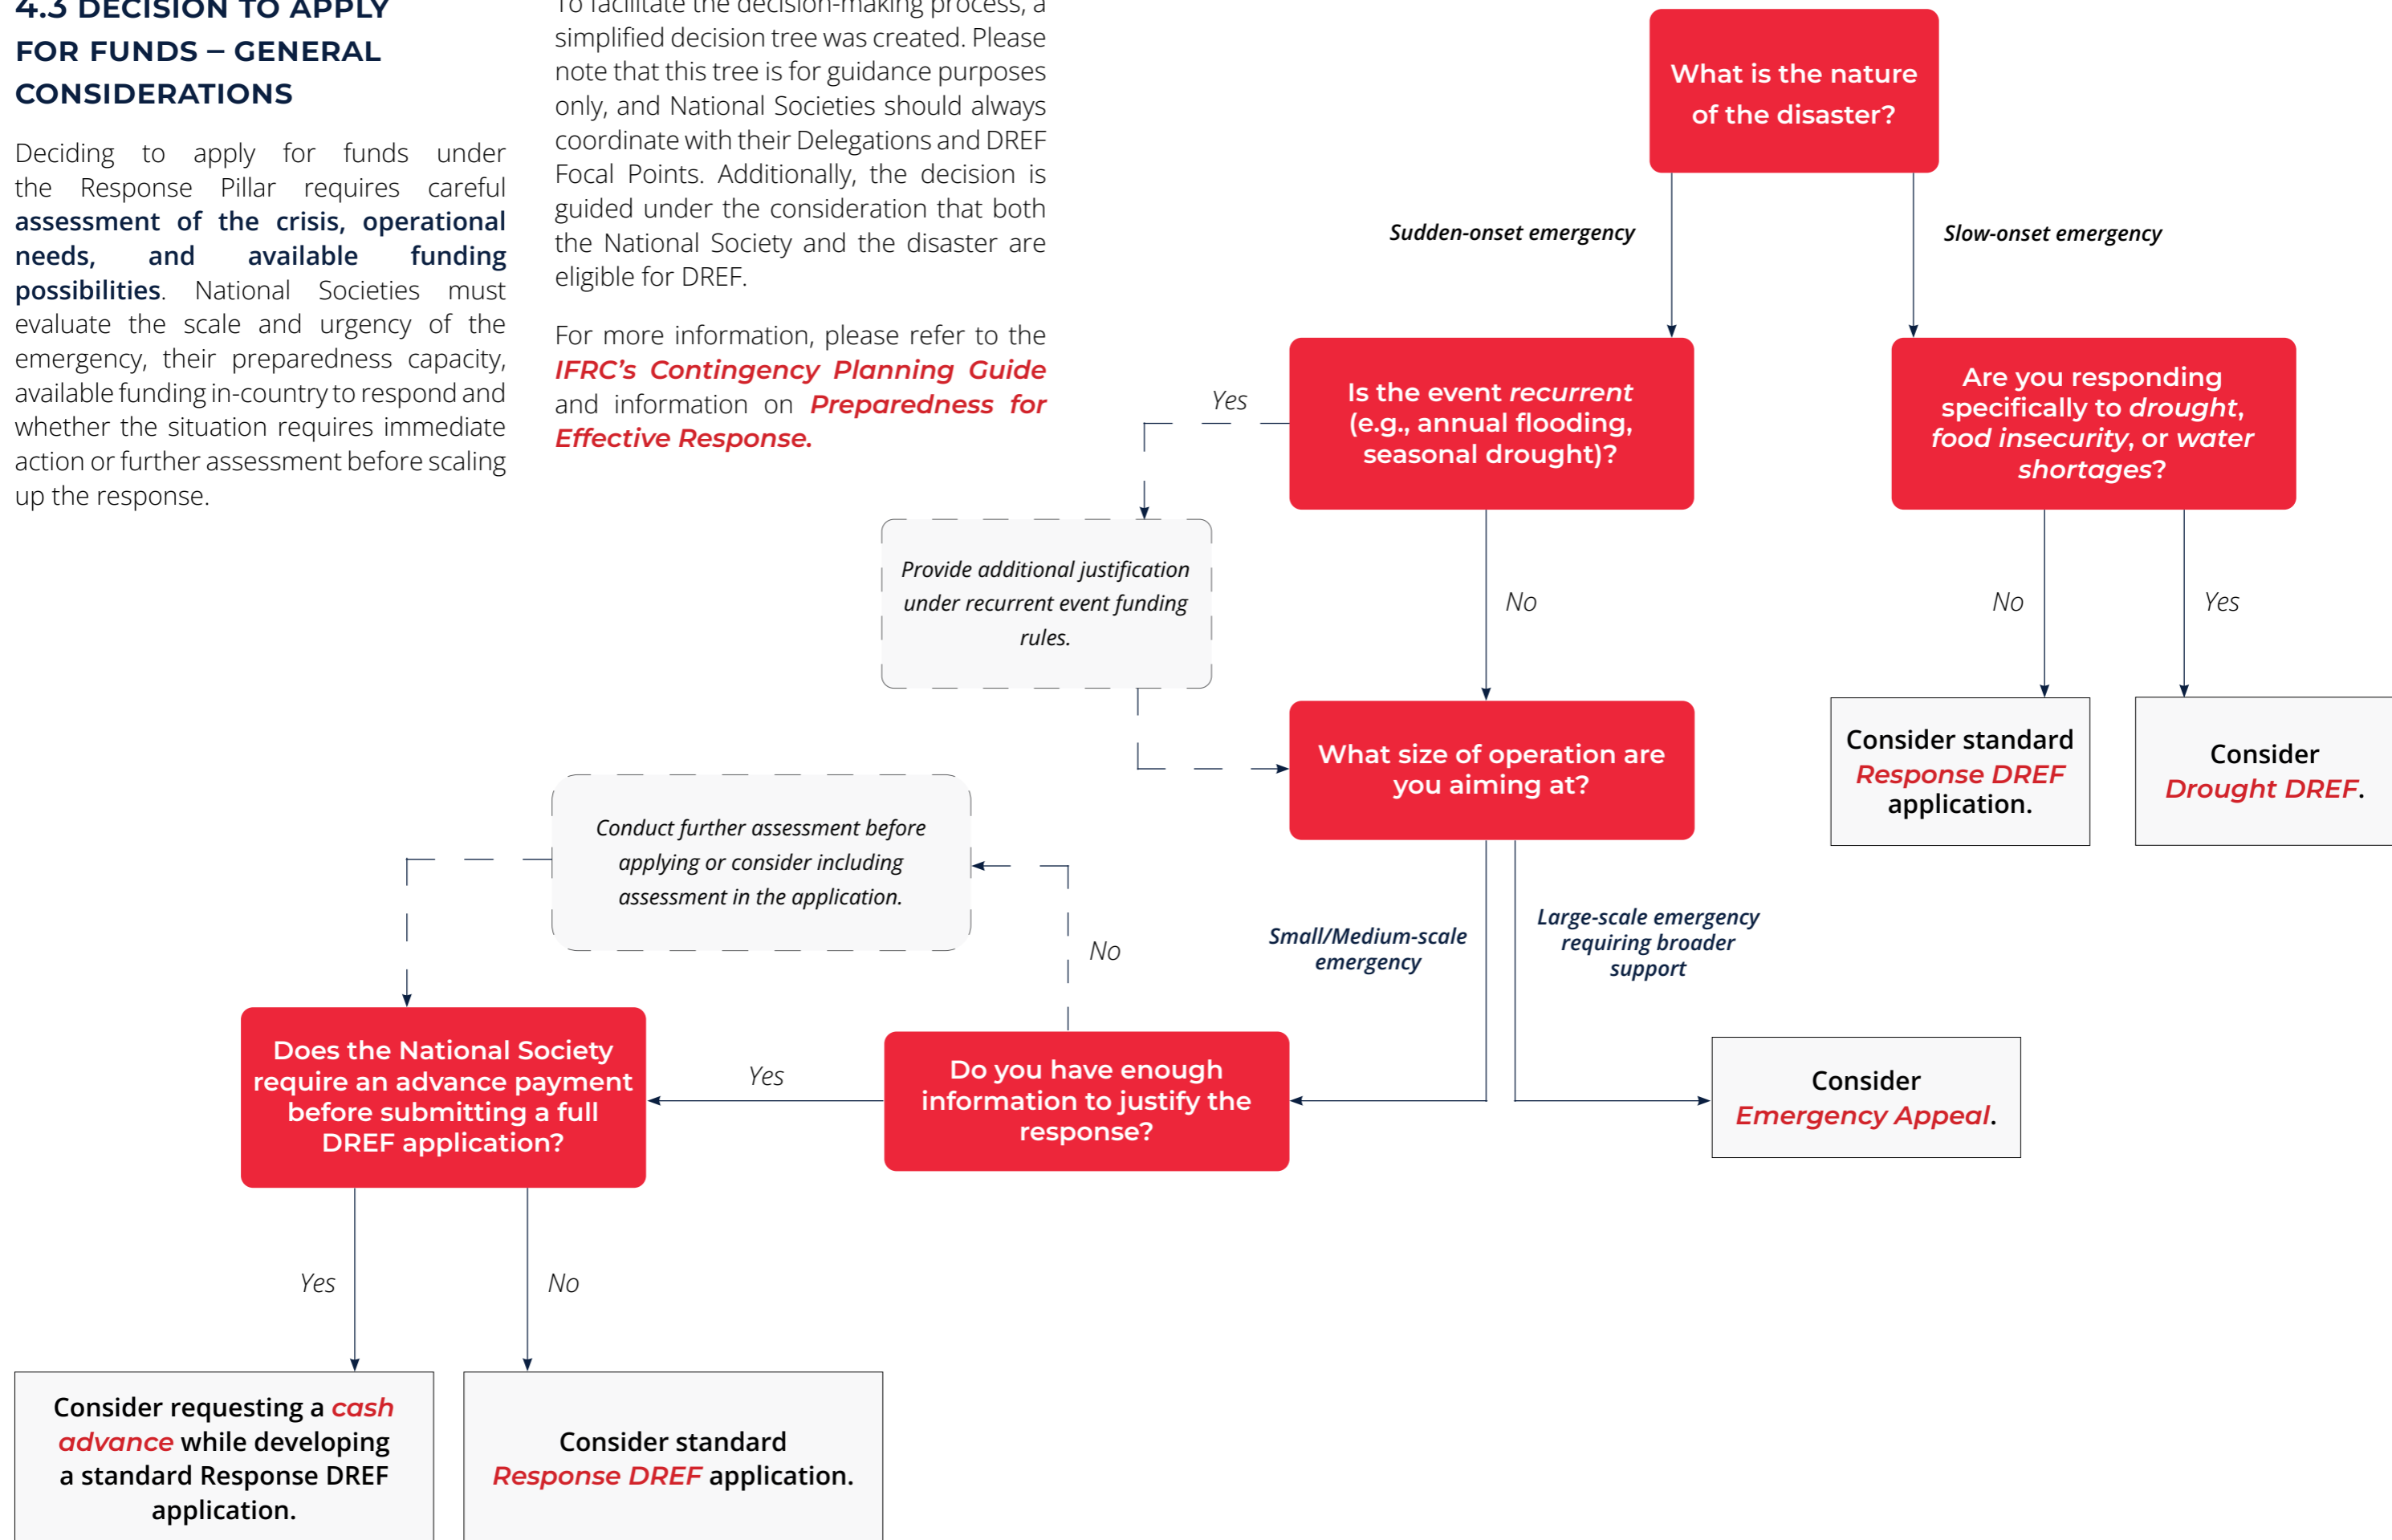 4.3 DECISION TO APPLY
FOR FUNDS – GENERAL
CONSIDERATIONS
Deciding to apply for funds under
the Response Pillar requires careful
assessment of the crisis, operational
needs, and available funding
possibilities. National Societies must
evaluate the scale and urgency of the
emergency, their preparedness capacity,
available funding in-country to respond and
whether the situation requires immediate
action or further assessment before scaling
up the response.
To facilitate the decision-making process, a
simplified decision tree was created. Please
note that this tree is for guidance purposes
only, and National Societies should always
coordinate with their Delegations and DREF
Focal Points. Additionally, the decision is
guided under the consideration that both
the National Society and the disaster are
eligible for DREF.
For more information, please refer to the
IFRC’s Contingency Planning Guide
and information on Preparedness for
Effective Response.
What is the nature
of the disaster?
Sudden-onset emergency
Slow-onset emergency
Is the event recurrent
(e.g., annual flooding,
seasonal drought)?
Are you responding
specifically to drought,
food insecurity, or water
shortages?
Yes
Provide additional justification
under recurrent event funding
rules.
No
No
Yes
What size of operation are
you aiming at?
Consider standard
Response DREF
application.
Consider
Drought DREF.
Conduct further assessment before
applying or consider including
assessment in the application.
No
Small/Medium-scale
emergency
Large-scale emergency
requiring broader
support
Does the National Society
require an advance payment
before submitting a full
DREF application?
Yes
Do you have enough
information to justify the
response?
Consider
Emergency Appeal.
Yes
No
Consider requesting a cash
advance while developing
a standard Response DREF
application.
Consider standard
Response DREF application.